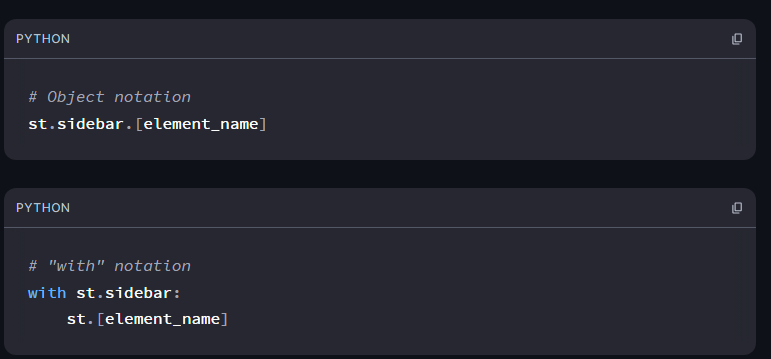 PYTHON
# Object notation
st.sidebar.[element_name]
PYTHON
# "with" notation
with st.sidebar:
    st.[element_name]